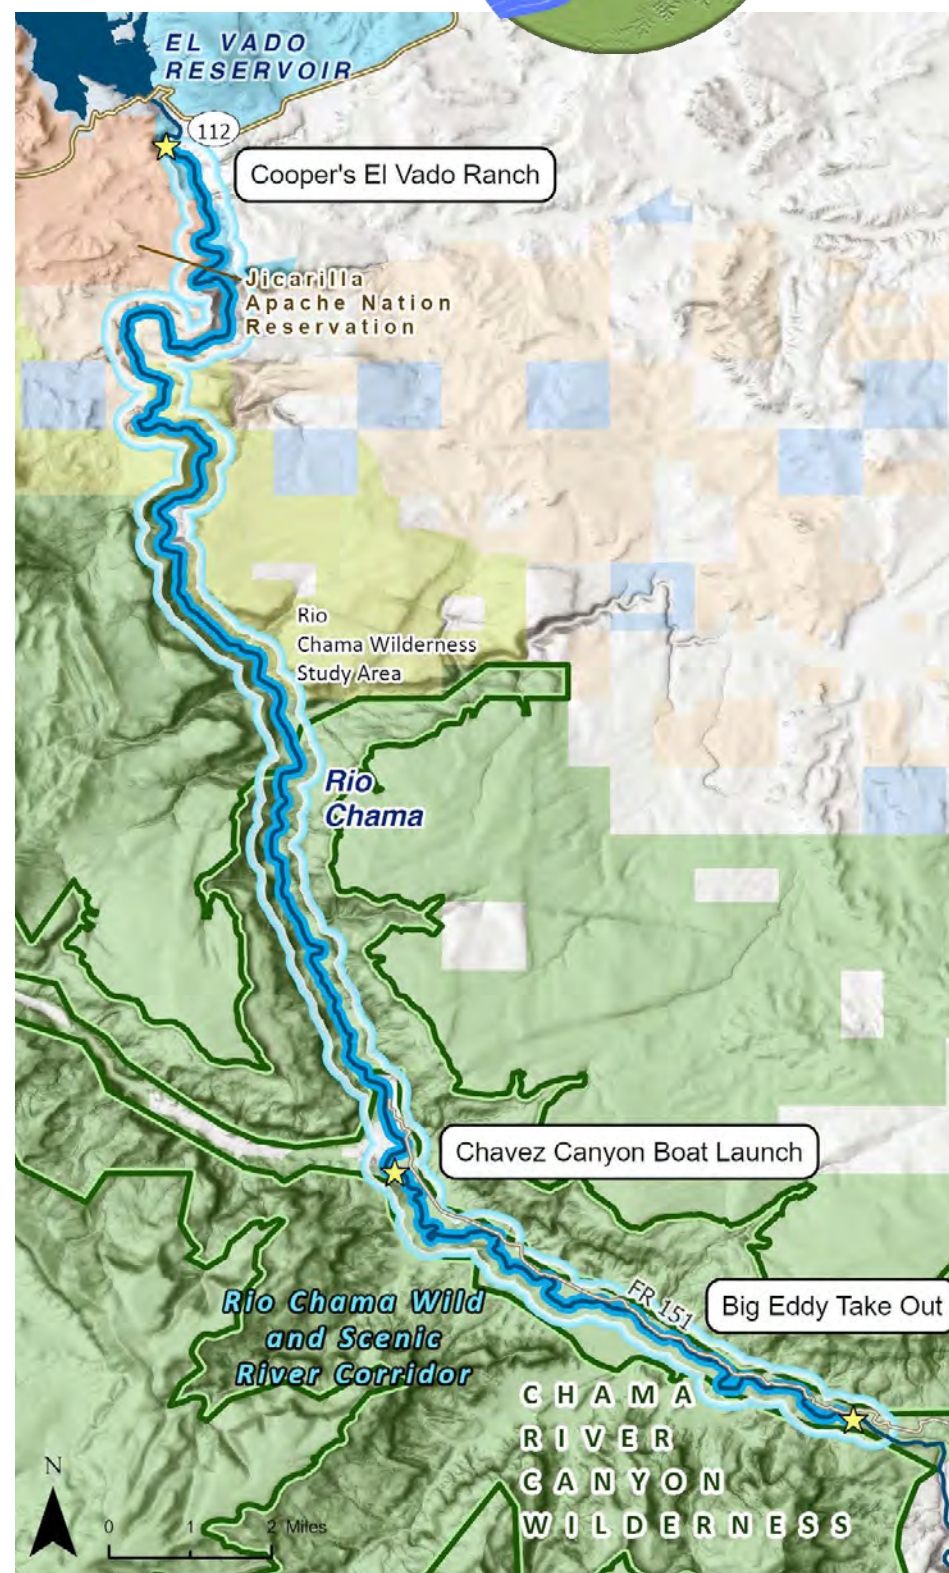 EL VADO
RESERVOIR
112
Cooper's El Vado Ranch
Jicarilla
Apache Nation
Reservation
Rio
Chama Wilderness
Study Area
Rio
Chama
Chavez Canyon Boat Launch
FR 151
Big Eddy Take Out
Rio Chama Wild
and Scenic
River Corridor
CHAMA
RIVER
CANYON
WILDERNESS
N
0 1 2 Miles